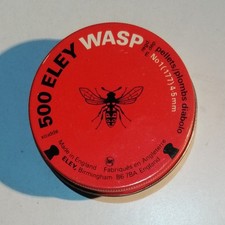 500 ELEY WASP
pellets/plombs diabolo
No1(·177)4·5mm
Made in England
Fabriqués en Angleterre
ELEY, Birmingham B6 7BA, England